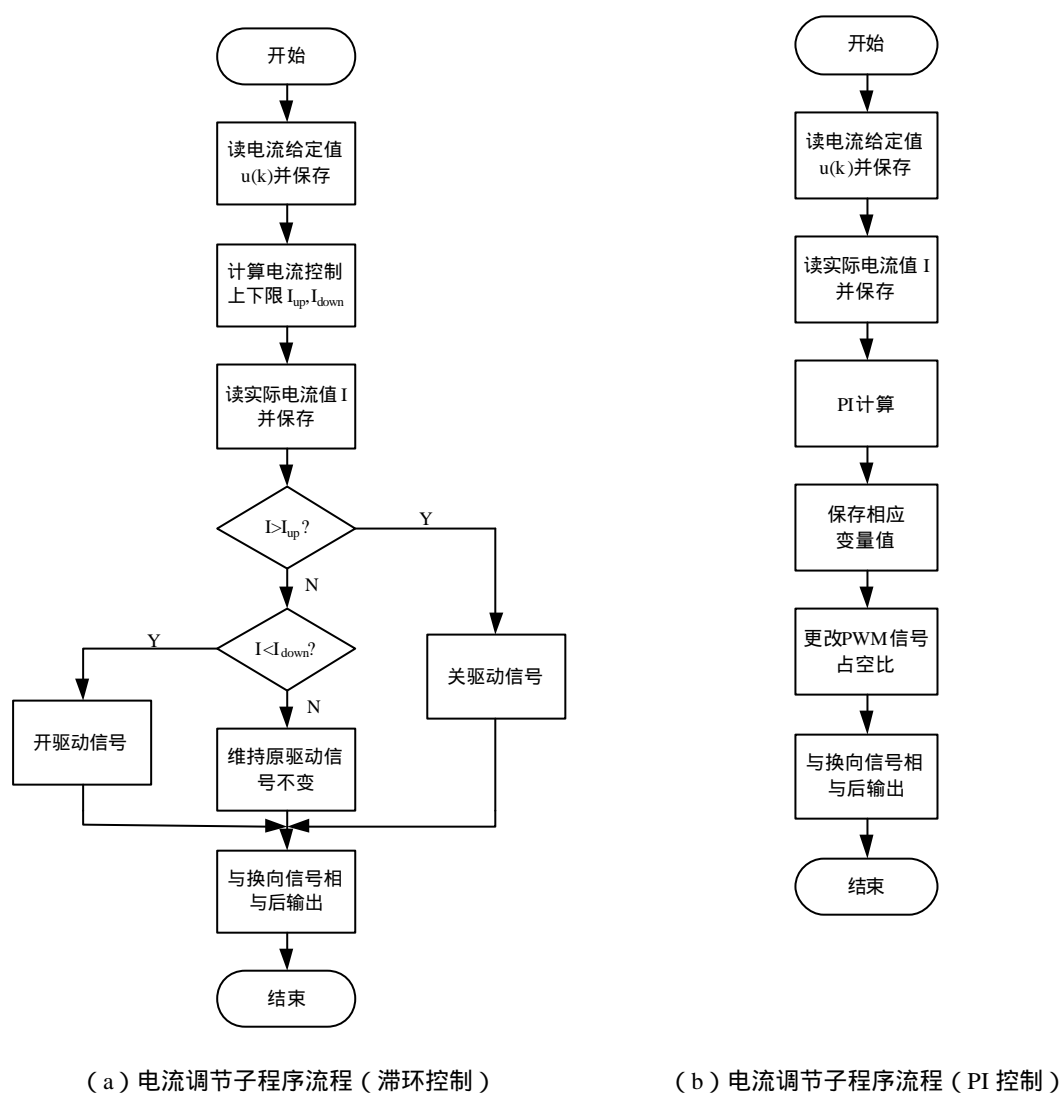 开始
读电流给定值
u(k)并保存
计算电流控制
上下限 Iup,Idown
读实际电流值 I
并保存
I>Iup?
Y
N
I<Idown?
Y
N
关驱动信号
开驱动信号
维持原驱动信
号不变
与换向信号相
与后输出
结束
(a)电流调节子程序流程(滞环控制)
开始
读电流给定值
u(k)并保存
读实际电流值 I
并保存
PI计算
保存相应
变量值
更改PWM信号
占空比
与换向信号相
与后输出
结束
(b)电流调节子程序流程(PI 控制)